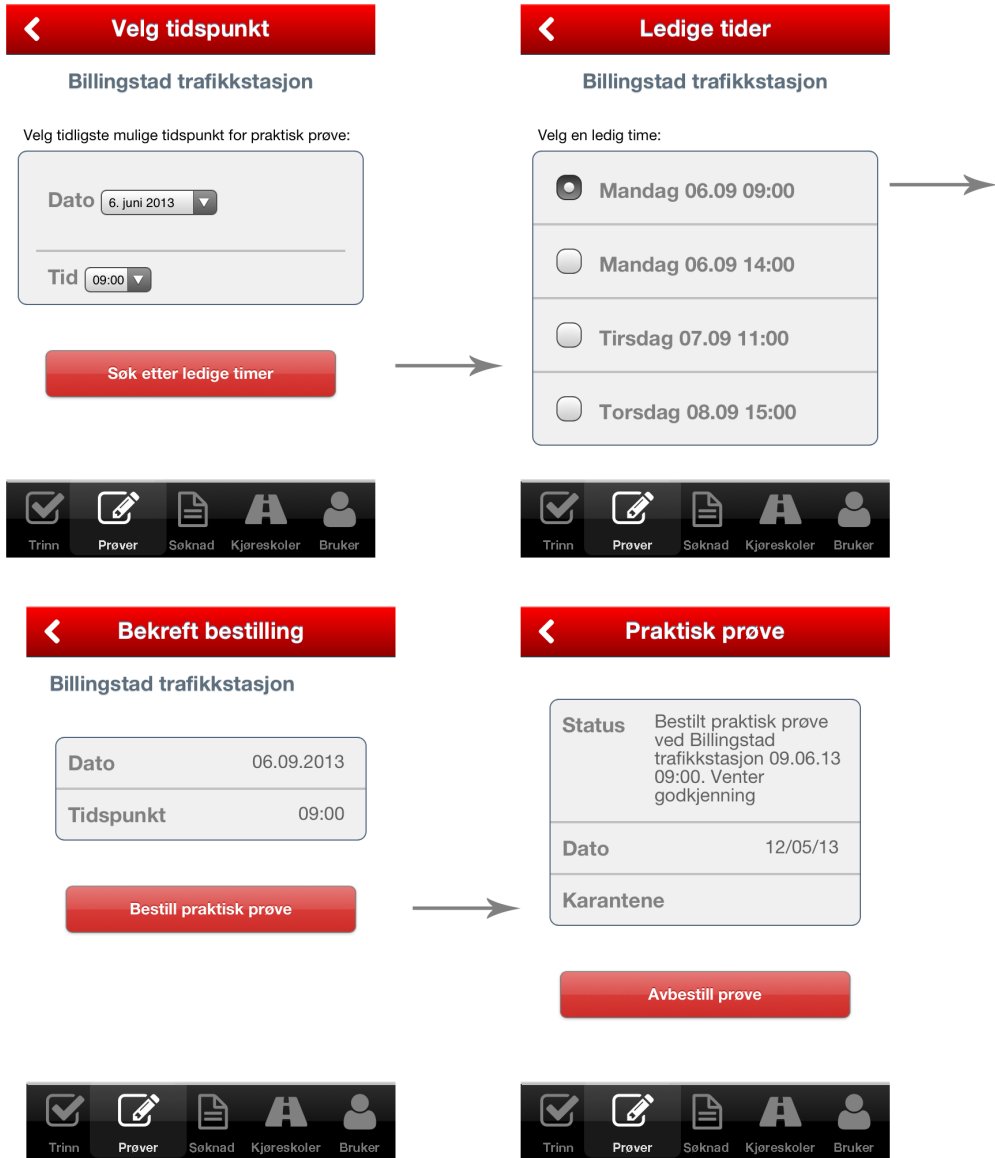 Velg tidspunkt
Billingstad trafikkstasjon
Velg tidligste mulige tidspunkt for praktisk prøve:
Dato 6. juni 2013
Tid 09:00
Søk etter ledige timer
Trinn Prøver Søknad Kjøreskoler Bruker
Ledige tider
Billingstad trafikkstasjon
Velg en ledig time:
Mandag 06.09 09:00
Mandag 06.09 14:00
Tirsdag 07.09 11:00
Torsdag 08.09 15:00
Trinn Prøver Søknad Kjøreskoler Bruker
Bekreft bestilling
Billingstad trafikkstasjon
Dato 06.09.2013
Tidspunkt 09:00
Bestill praktisk prøve
Trinn Prøver Søknad Kjøreskoler Bruker
Praktisk prøve
Status Bestilt praktisk prøve
ved Billingstad
trafikkstasjon 09.06.13
09:00. Venter
godkjenning
Dato 12/05/13
Karantene
Avbestill prøve
Trinn Prøver Søknad Kjøreskoler Bruker